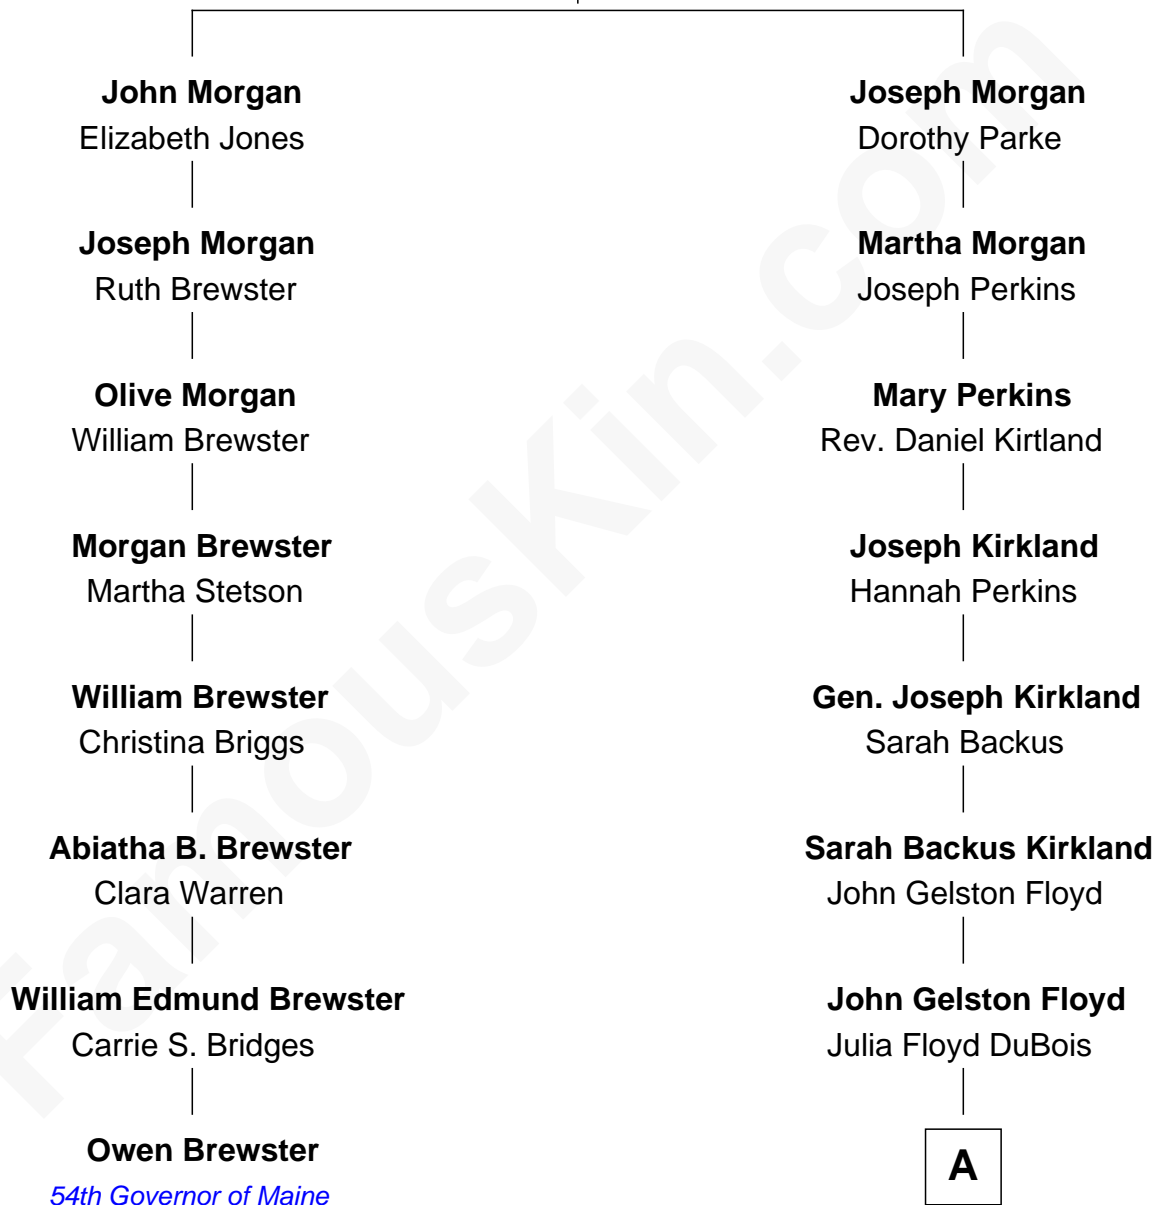 John Morgan
Elizabeth Jones
Joseph Morgan
Ruth Brewster
Olive Morgan
William Brewster
Morgan Brewster
Martha Stetson
William Brewster
Christina Briggs
Abiatha B. Brewster
Clara Warren
William Edmund Brewster
Carrie S. Bridges
Owen Brewster
54th Governor of Maine
Joseph Morgan
Dorothy Parke
Martha Morgan
Joseph Perkins
Mary Perkins
Rev. Daniel Kirtland
Joseph Kirkland
Hannah Perkins
Gen. Joseph Kirkland
Sarah Backus
Sarah Backus Kirkland
John Gelston Floyd
John Gelston Floyd
Julia Floyd DuBois
A
FamousKin.com